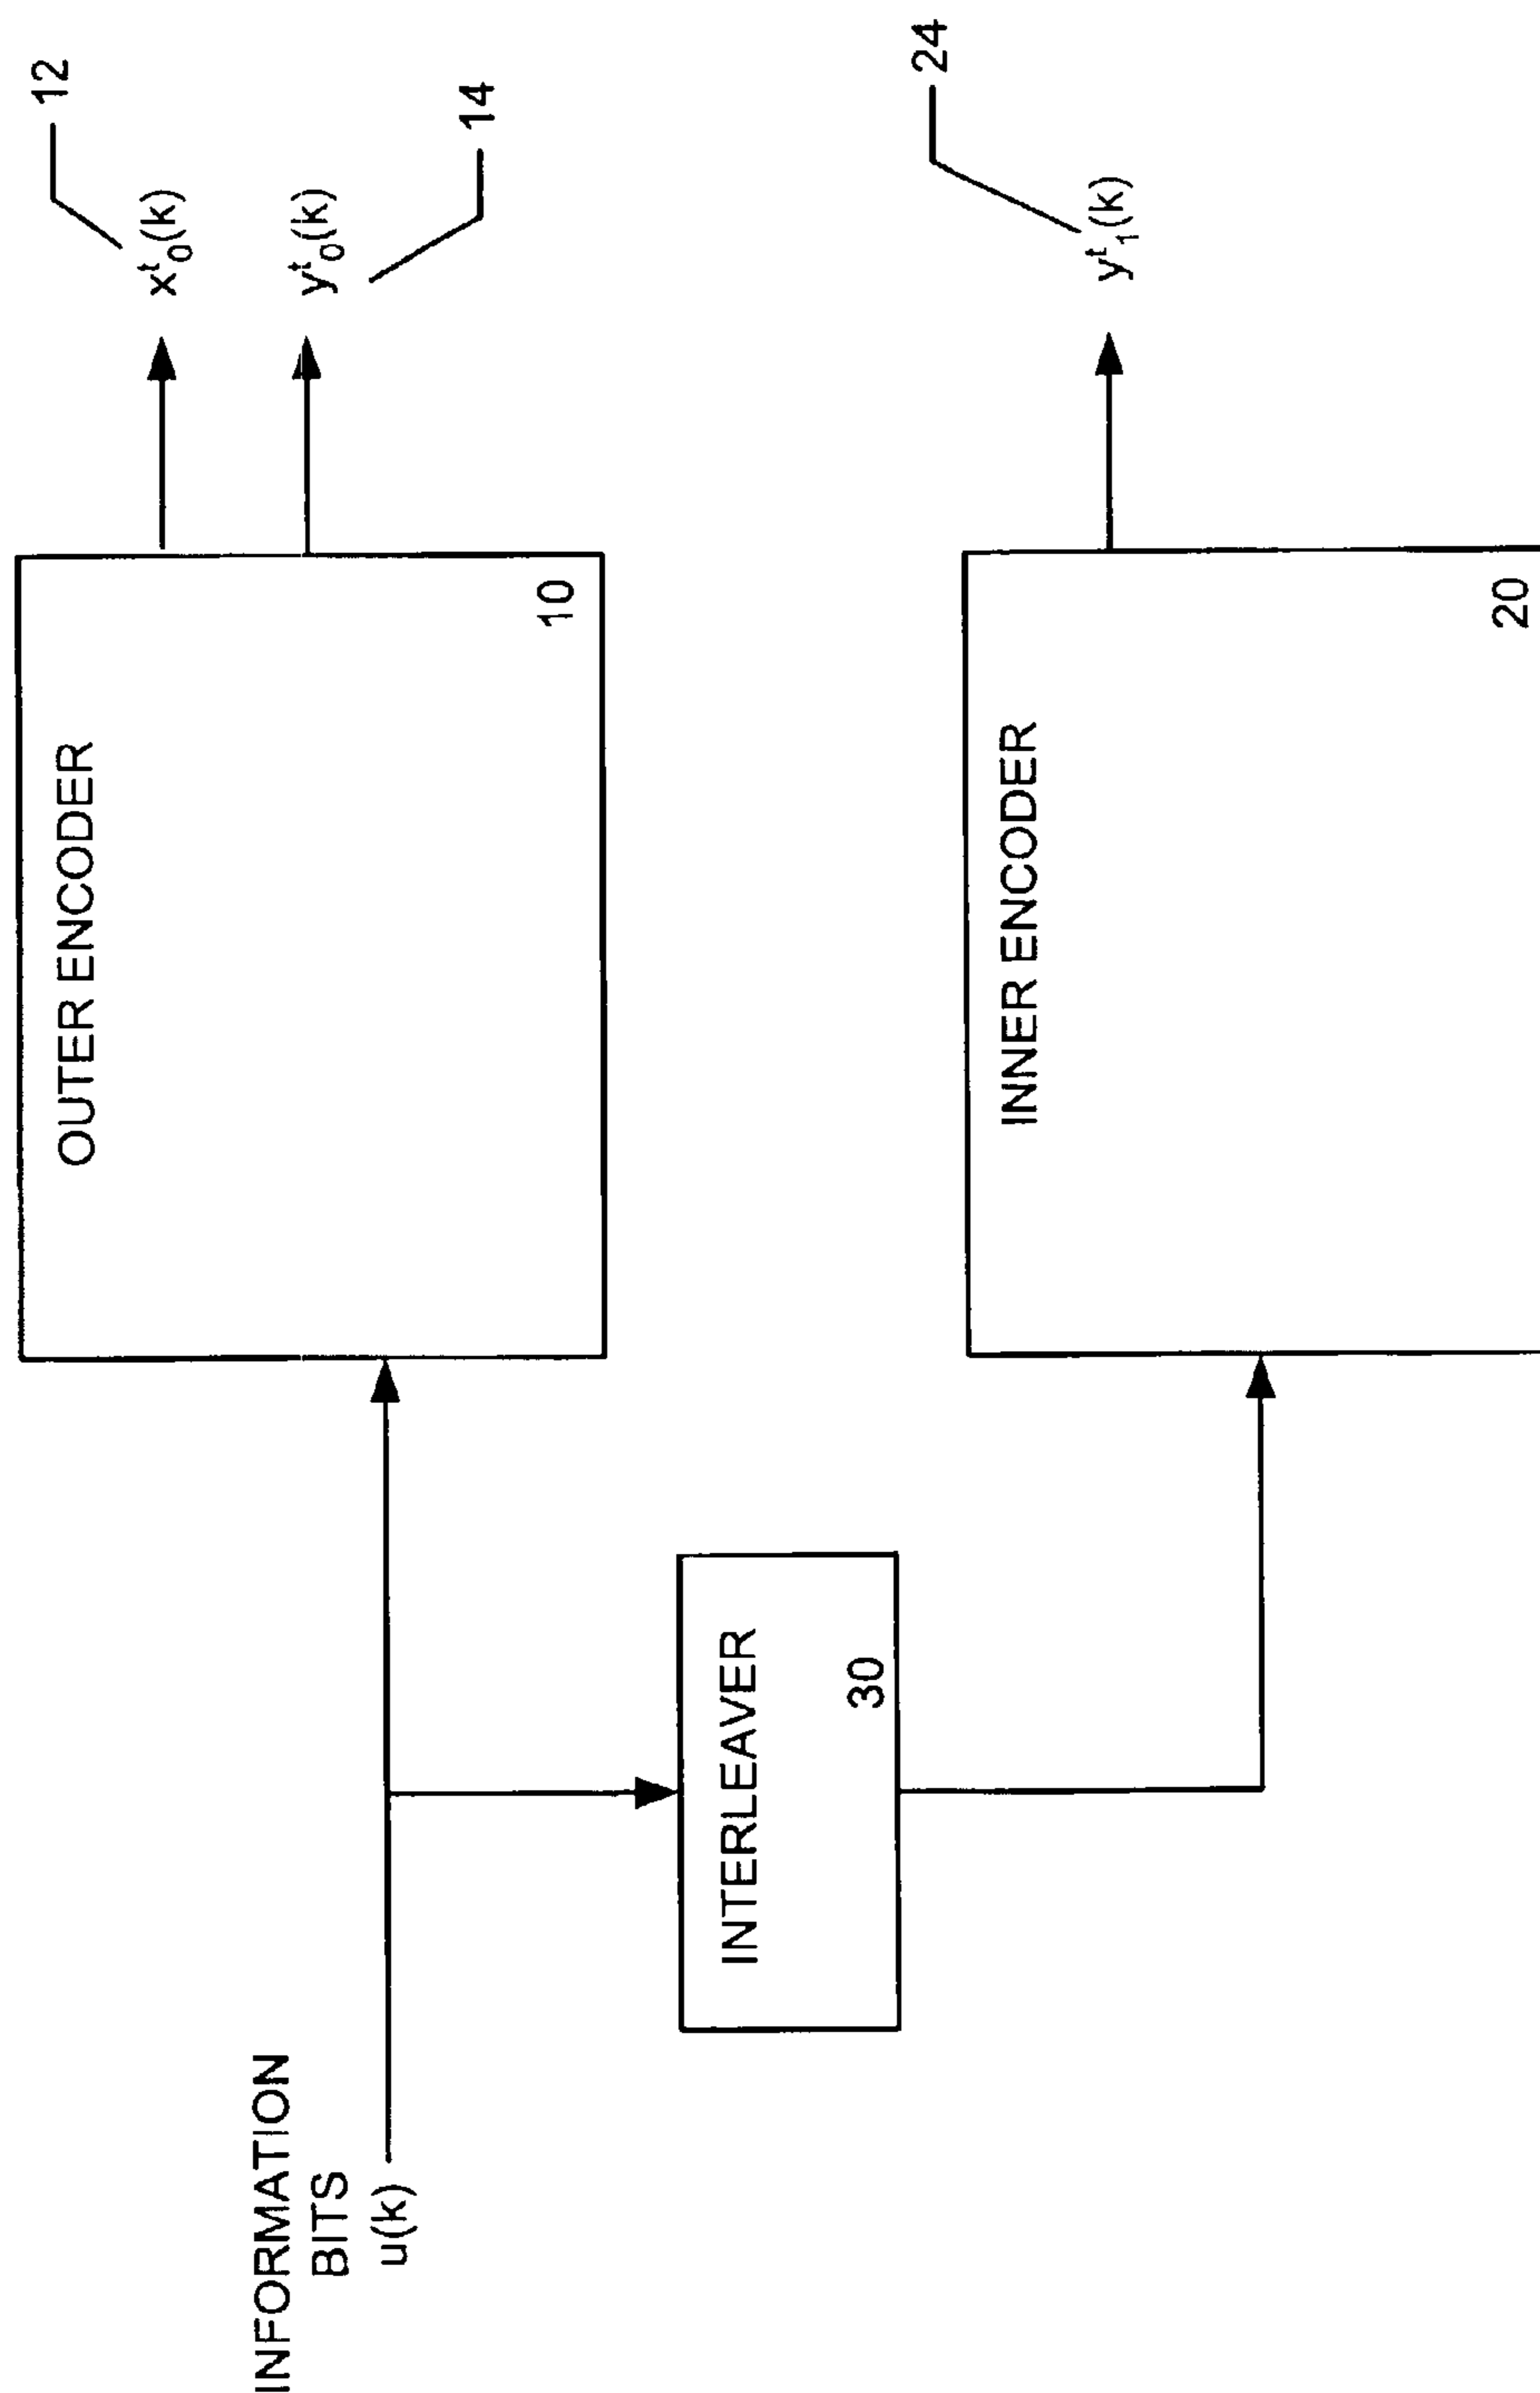 INFORMATION
BITS
u(k)
OUTER ENCODER
10
x^t_0(k)
12
y^t_0(k)
14
INTERLEAVER
30
INNER ENCODER
20
y^t_1(k)
24